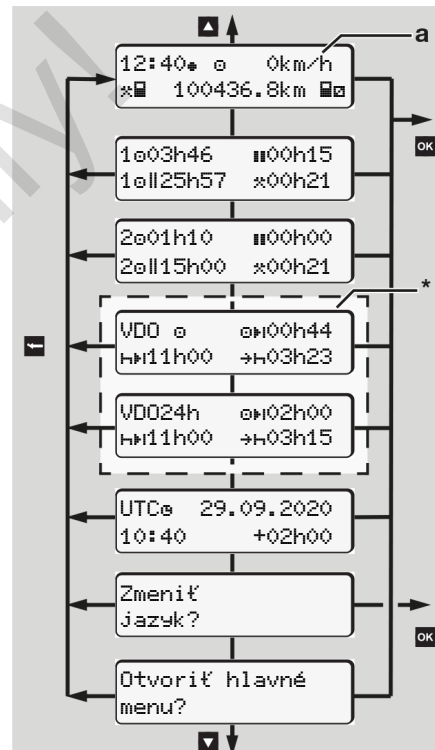 12:40 0km/h
100436.8km
a
OK
1 03h46 00h15
1 25h57 00h21
2 01h10 00h00
2 15h00 00h21
*
VDO 00h44
11h00 03h23
VDO24h 02h00
11h00 03h15
UTC 29.09.2020
10:40 +02h00
Zmeniť
jazyk?
OK
Otvoriť hlavné
menu?